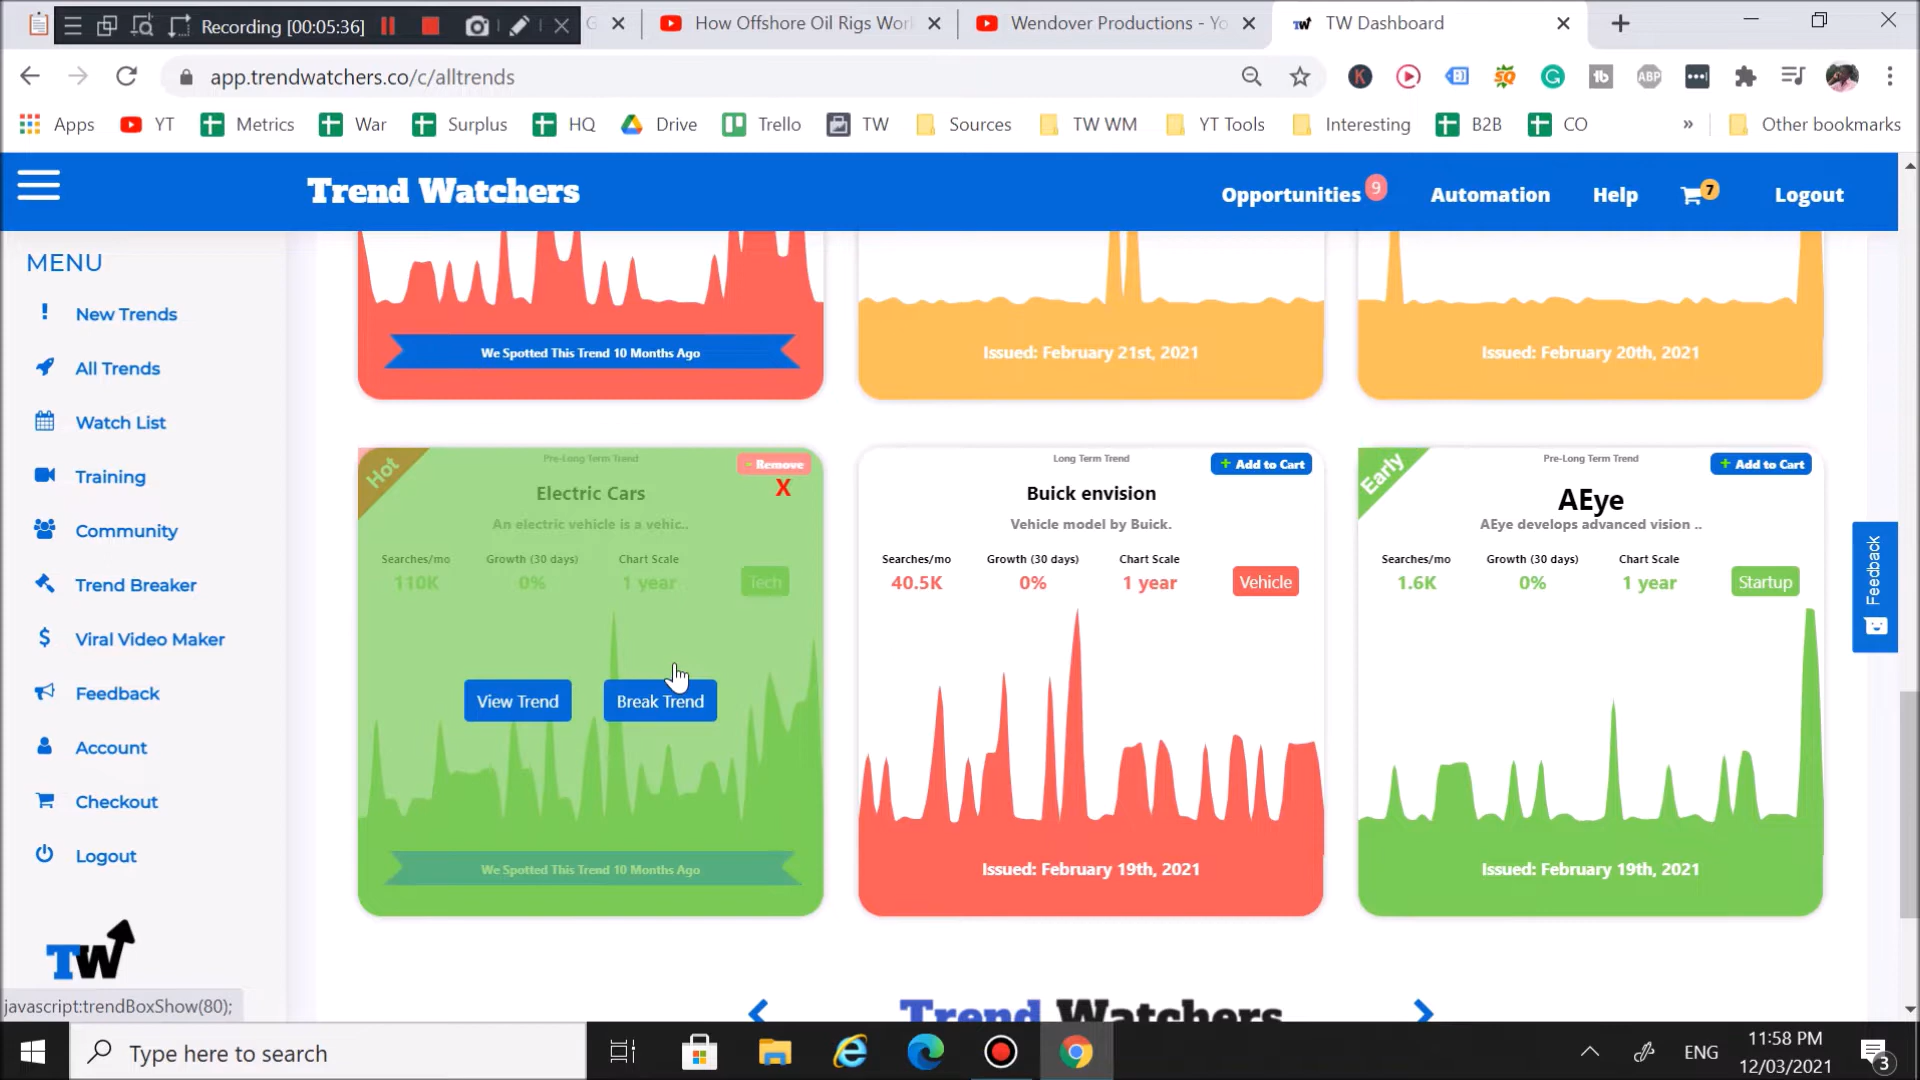 Recording [00:05:36]
How Offshore Oil Rigs Wor
Wendover Productions - Yo
TW Dashboard
app.trendwatchers.co/c/alltrends
Apps
YT
Metrics
War
Surplus
HQ
Drive
Trello
TW
Sources
TW WM
YT Tools
Interesting
B2B
CO
»
Other bookmarks
Trend Watchers
Opportunities 9
Automation
Help
7
Logout
MENU
New Trends
All Trends
Watch List
Training
Community
Trend Breaker
Viral Video Maker
Feedback
Account
Checkout
Logout
TW
We Spotted This Trend 10 Months Ago
Issued: February 21st, 2021
Issued: February 20th, 2021
Hot
Pre-Long Term Trend
- Remove
X
Electric Cars
An electric vehicle is a vehic..
Searches/mo Growth (30 days) Chart Scale
110K 0% 1 year Tech
View Trend Break Trend
We Spotted This Trend 10 Months Ago
Long Term Trend
+ Add to Cart
Buick envision
Vehicle model by Buick.
Searches/mo Growth (30 days) Chart Scale
40.5K 0% 1 year Vehicle
Issued: February 19th, 2021
Early
Pre-Long Term Trend
+ Add to Cart
AEye
AEye develops advanced vision ..
Searches/mo Growth (30 days) Chart Scale
1.6K 0% 1 year Startup
Issued: February 19th, 2021
Feedback
Trend Watchers
javascript:trendBoxShow(80);
Type here to search
ENG
11:58 PM
12/03/2021
3